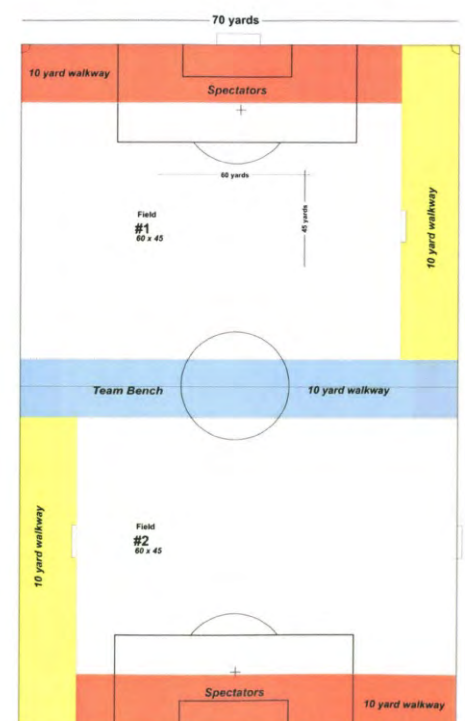 70 yards
10 yard walkway
Spectators
60 yards
45 yards
10 yard walkway
Field
#1
60 x 45
Team Bench
10 yard walkway
10 yard walkway
Field
#2
60 x 45
Spectators
10 yard walkway